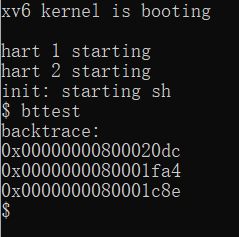 xv6 kernel is booting
hart 1 starting
hart 2 starting
init: starting sh
$ bttest
backtrace:
0x00000000800020dc
0x0000000080001fa4
0x0000000080001c8e
$